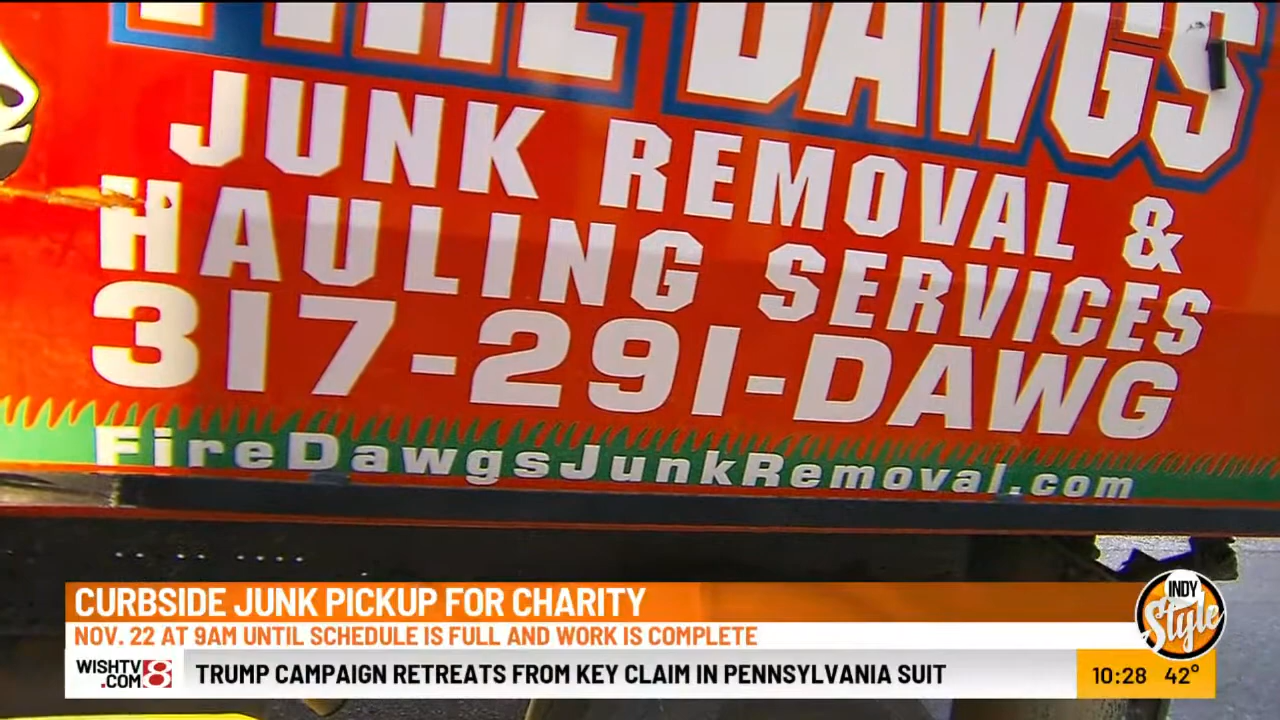 FIRE DAWGS
JUNK REMOVAL &
HAULING SERVICES
317-291-DAWG
FireDawgsJunkRemoval.com
CURBSIDE JUNK PICKUP FOR CHARITY
NOV. 22 AT 9AM UNTIL SCHEDULE IS FULL AND WORK IS COMPLETE
INDY
Style
WISHTV
.COM 8
TRUMP CAMPAIGN RETREATS FROM KEY CLAIM IN PENNSYLVANIA SUIT
10:28 42°